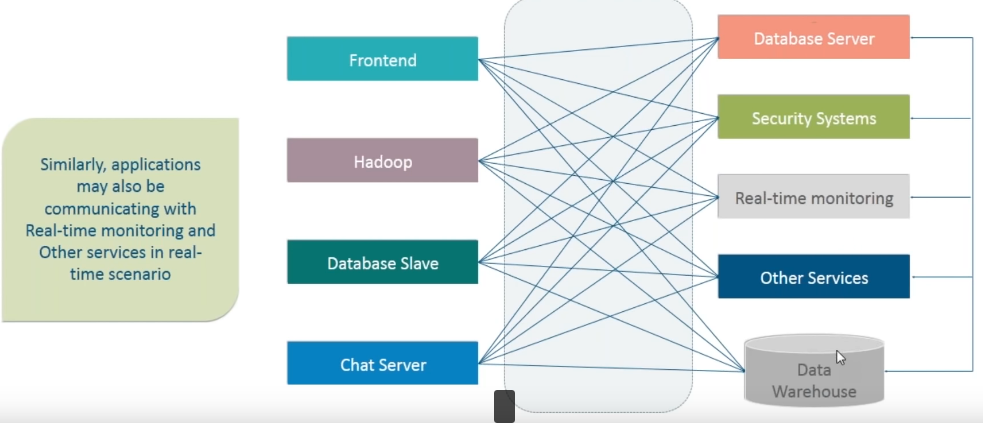 Similarly, applications
may also be
communicating with
Real-time monitoring and
Other services in real-
time scenario
Frontend
Hadoop
Database Slave
Chat Server
Database Server
Security Systems
Real-time monitoring
Other Services
Data
Warehouse